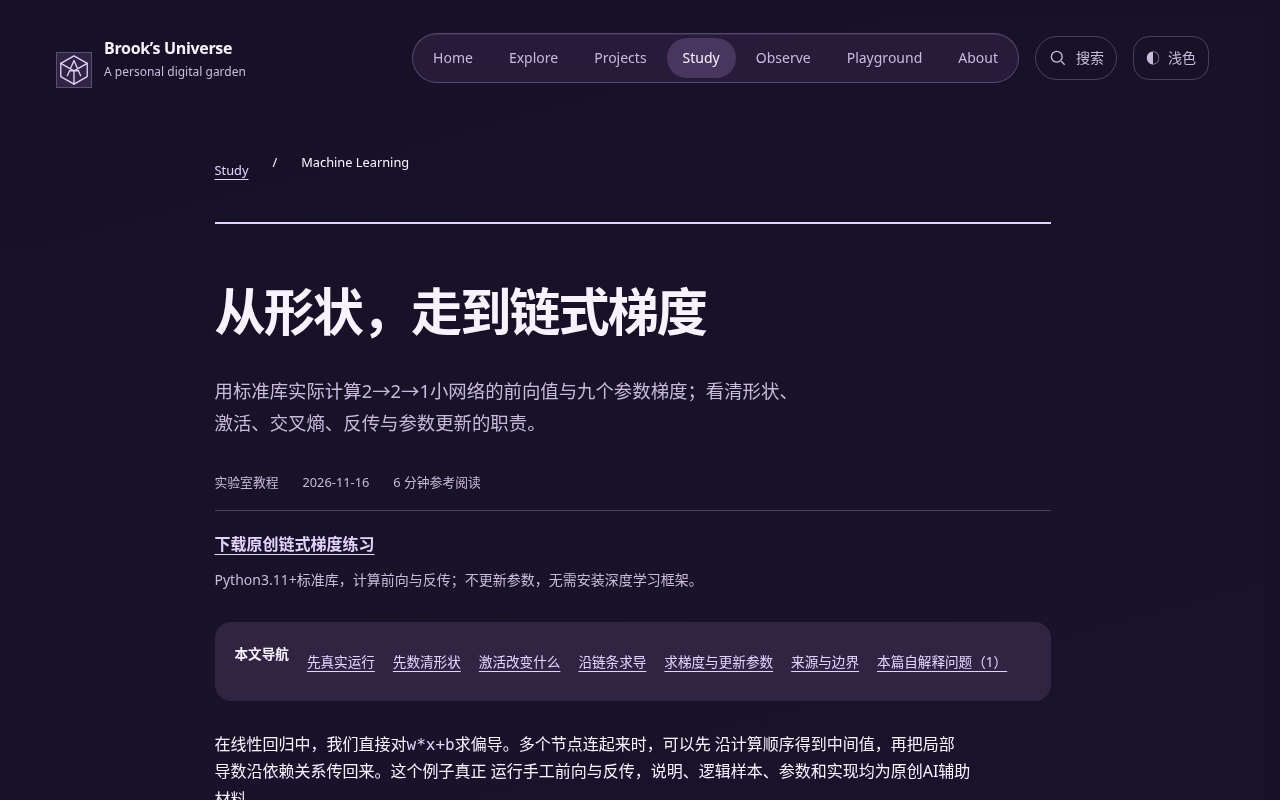 Brook’s Universe
A personal digital garden
Home Explore Projects Study Observe Playground About
搜索
浅色
Study / Machine Learning
从形状，走到链式梯度
用标准库实际计算2→2→1小网络的前向值与九个参数梯度；看清形状、
激活、交叉熵、反传与参数更新的职责。
实验室教程 2026-11-16 6 分钟参考阅读
下载原创链式梯度练习
Python3.11+标准库，计算前向与反传；不更新参数，无需安装深度学习框架。
本文导航 先真实运行 先数清形状 激活改变什么 沿链条求导 求梯度与更新参数 来源与边界 本篇自解释问题（1）
在线性回归中，我们直接对w*x+b求偏导。多个节点连起来时，可以先 沿计算顺序得到中间值，再把局部
导数沿依赖关系传回来。这个例子真正 运行手工前向与反传，说明、逻辑样本、参数和实现均为原创AI辅助
材料